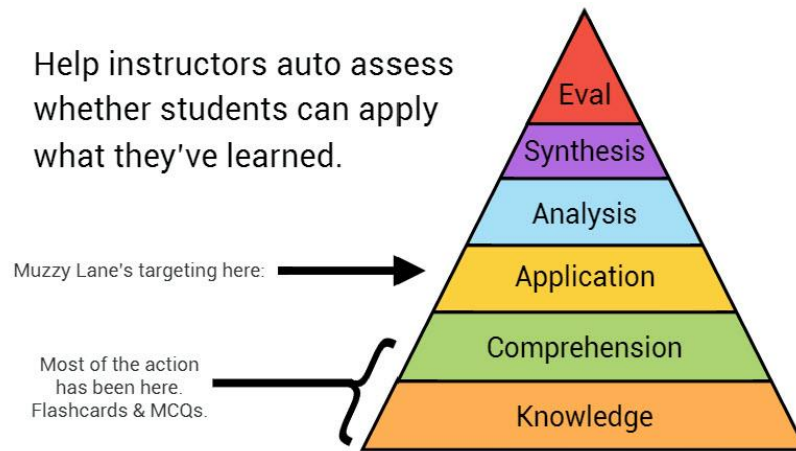 Help instructors auto assess
whether students can apply
what they've learned.
Eval
Synthesis
Analysis
Muzzy Lane's targeting here:
Application
Comprehension
Most of the action
has been here.
Flashcards & MCQs.
Knowledge